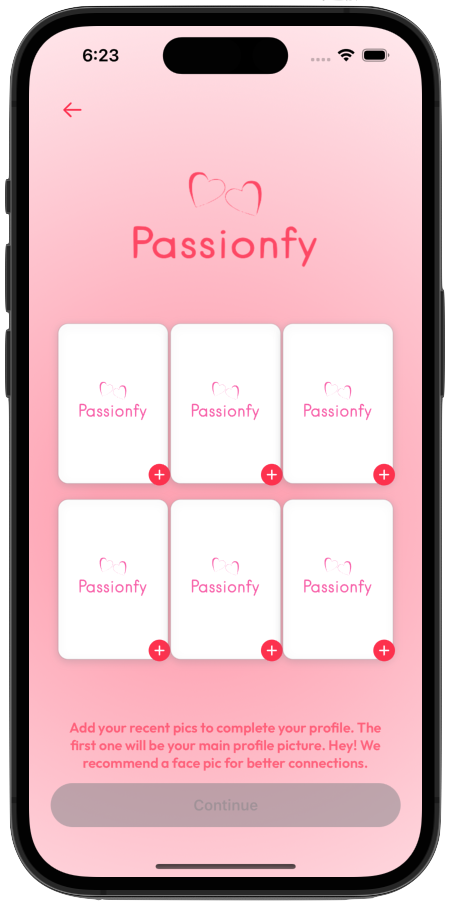 6:23
Passionfy
Passionfy Passionfy Passionfy
Passionfy Passionfy Passionfy
Add your recent pics to complete your profile. The
first one will be your main profile picture. Hey! We
recommend a face pic for better connections.
Continue